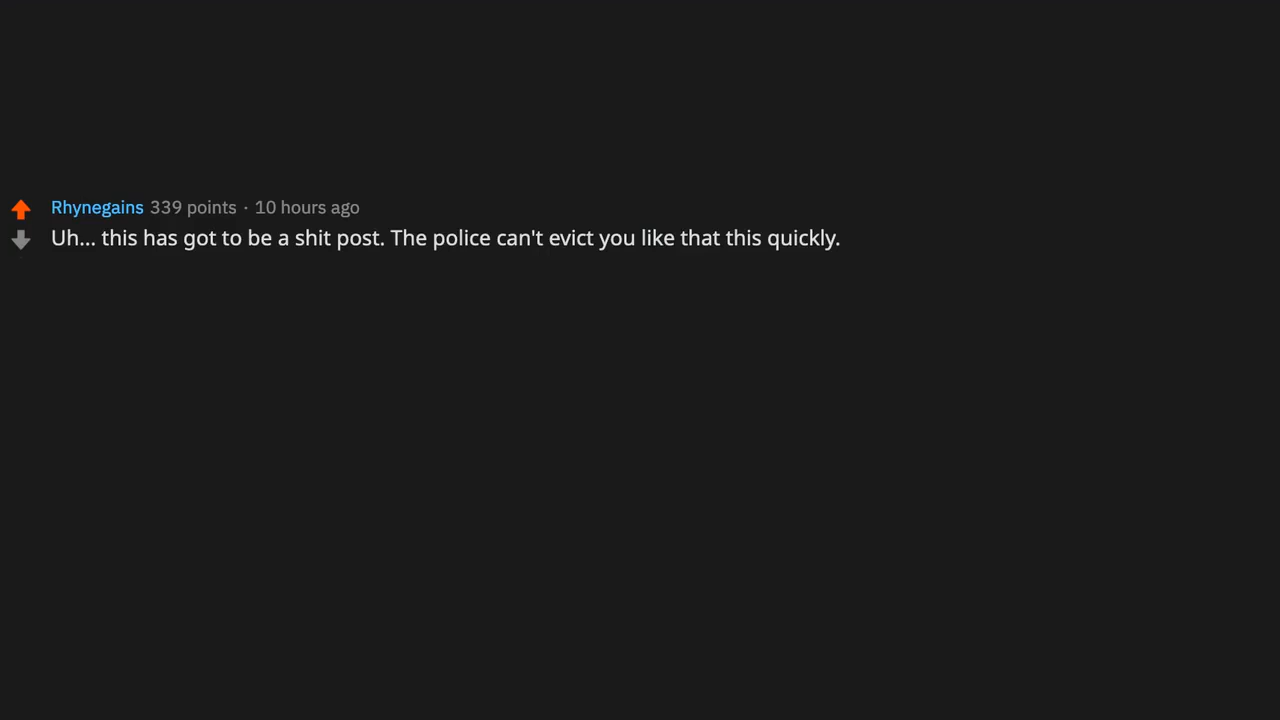 Rhynegains 339 points · 10 hours ago
Uh... this has got to be a shit post. The police can't evict you like that this quickly.